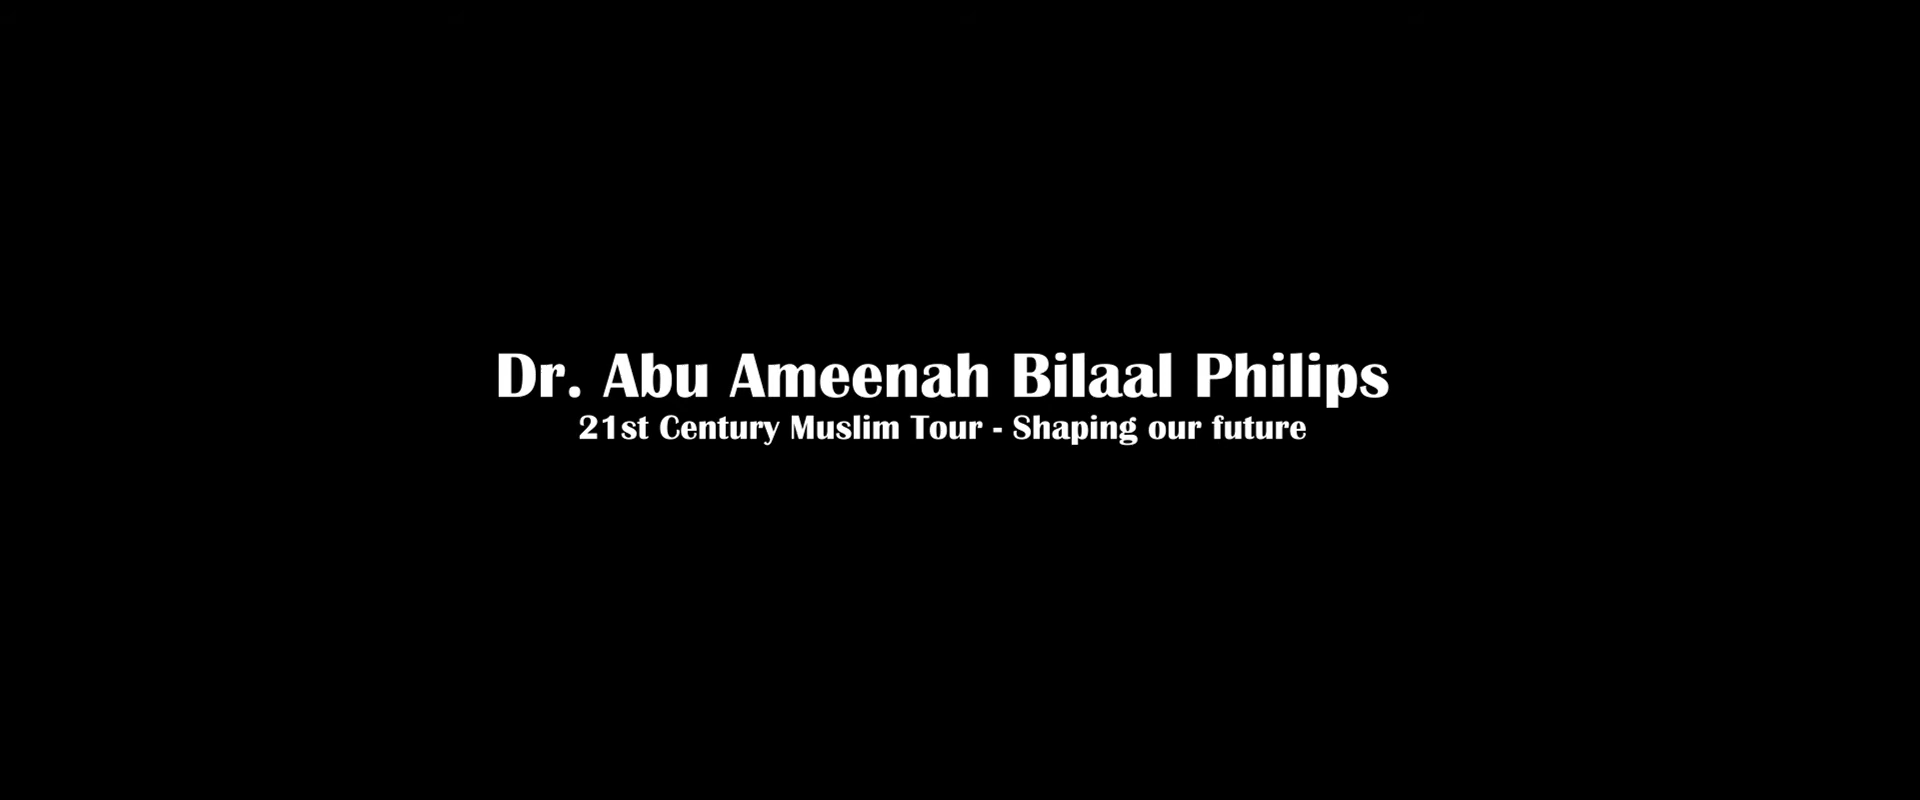 Dr. Abu Ameenah Bilaal Philips
21st Century Muslim Tour - Shaping our future